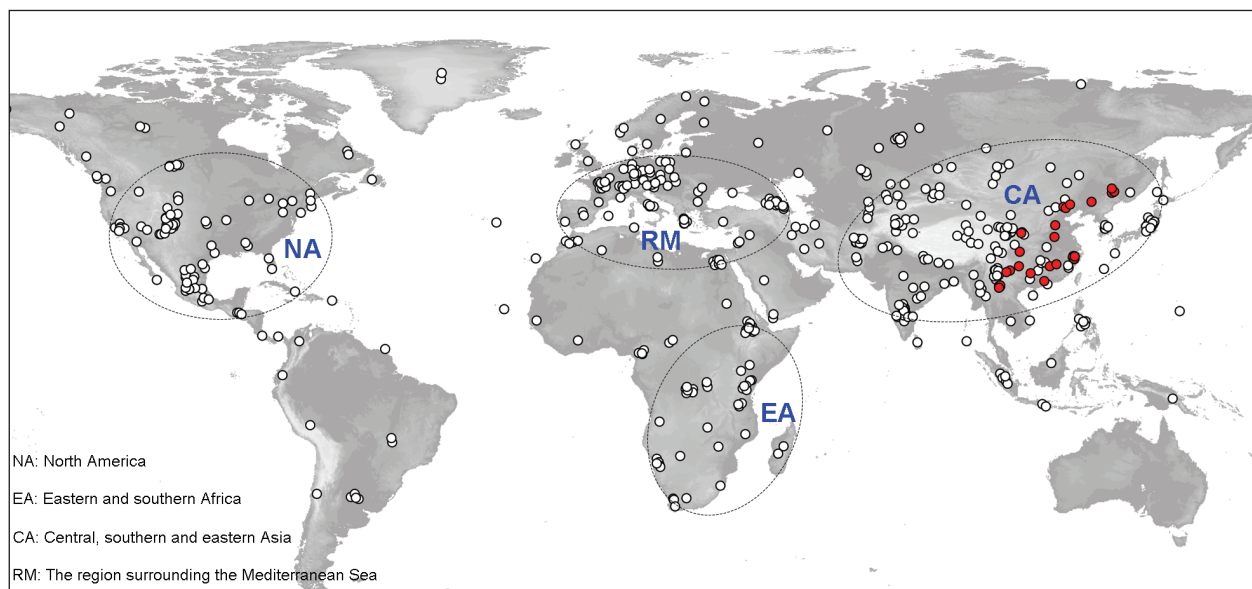 CA
NA
RM
EA
NA: North America
EA: Eastern and southern Africa
CA: Central, southern and eastern Asia
RM: The region surrounding the Mediterranean Sea